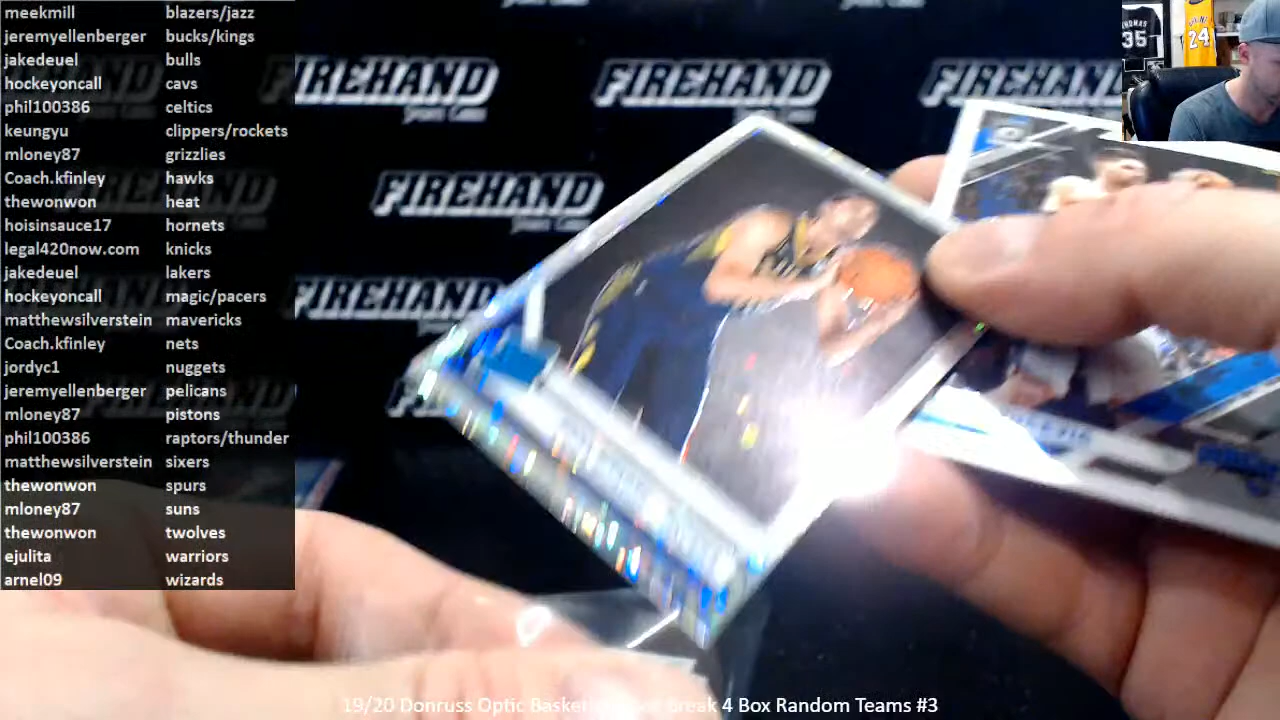 meekmill blazers/jazz
jeremyellenberger bucks/kings
jakedeuel bulls
hockeyoncall cavs
phil100386 celtics
keungyu clippers/rockets
mloney87 grizzlies
Coach.kfinley hawks
thewonwon heat
hoisinsauce17 hornets
legal420now.com knicks
jakedeuel lakers
hockeyoncall magic/pacers
matthewsilverstein mavericks
Coach.kfinley nets
jordyc1 nuggets
jeremyellenberger pelicans
mloney87 pistons
phil100386 raptors/thunder
matthewsilverstein sixers
thewonwon spurs
mloney87 suns
thewonwon twolves
ejulita warriors
arnel09 wizards
FIREHAND
FIREHAND
FIREHAND
FIREHAND
FIREHAND
35
24
19/20 Donruss Optic Break 4 Box Random Teams #3